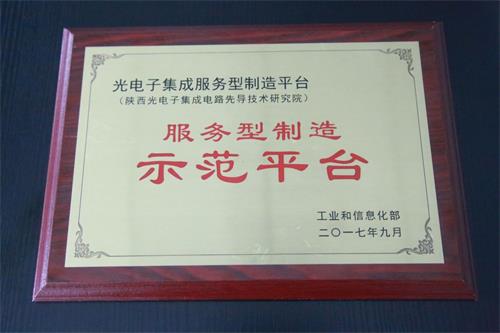 光电子集成服务型制造平台
（陕西光电子集成电路先导技术研究院）
服务型制造
示范平台
工业和信息化部
二〇一七年九月